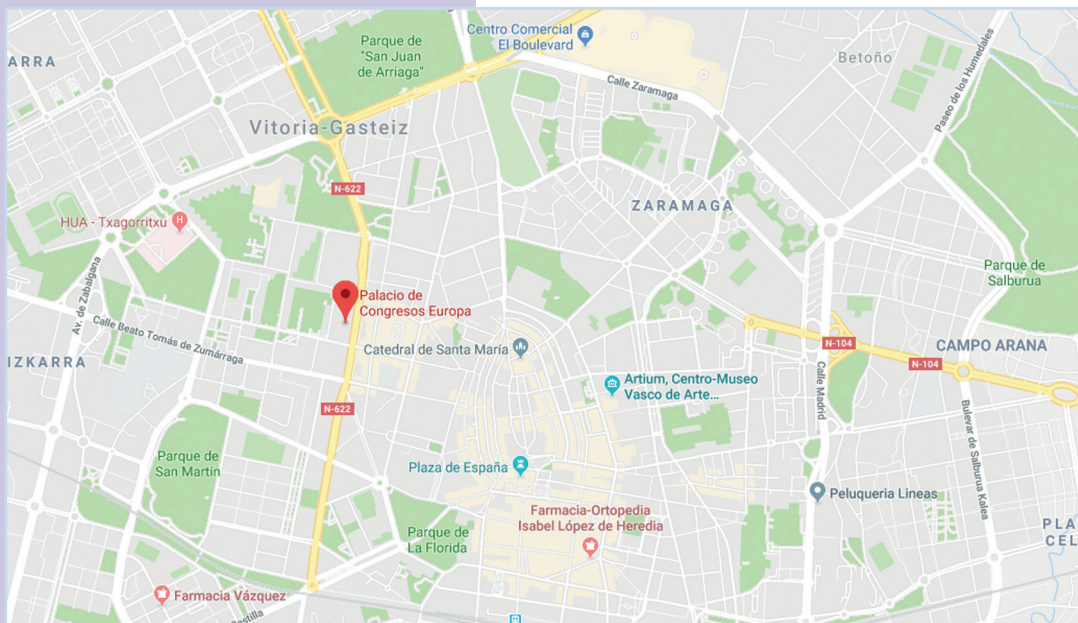 Centro Comercial
El Boulevard
Parque de
"San Juan
de Arriaga"
ARRA
Betoño
Calle Zaramaga
Paseo de los Humedales
Vitoria-Gasteiz
N-622
ZARAMAGA
HUA - Txagorritxu
H
Av. de Zabalgana
Parque de
Salburua
Palacio de
Congresos Europa
Calle Beato Tomás de Zumárraga
IZKARRA
Catedral de Santa María
N-104
CAMPO ARANA
N-104
Artium, Centro-Museo
Vasco de Arte...
Calle Madrid
N-622
Bulevar de Salburua Kalea
Parque de
San Martín
Plaza de España
Peluqueria Lineas
Farmacia-Ortopedia
Isabel López de Heredia
Parque de
La Florida
PLA
CEL
Farmacia Vázquez
Castilla